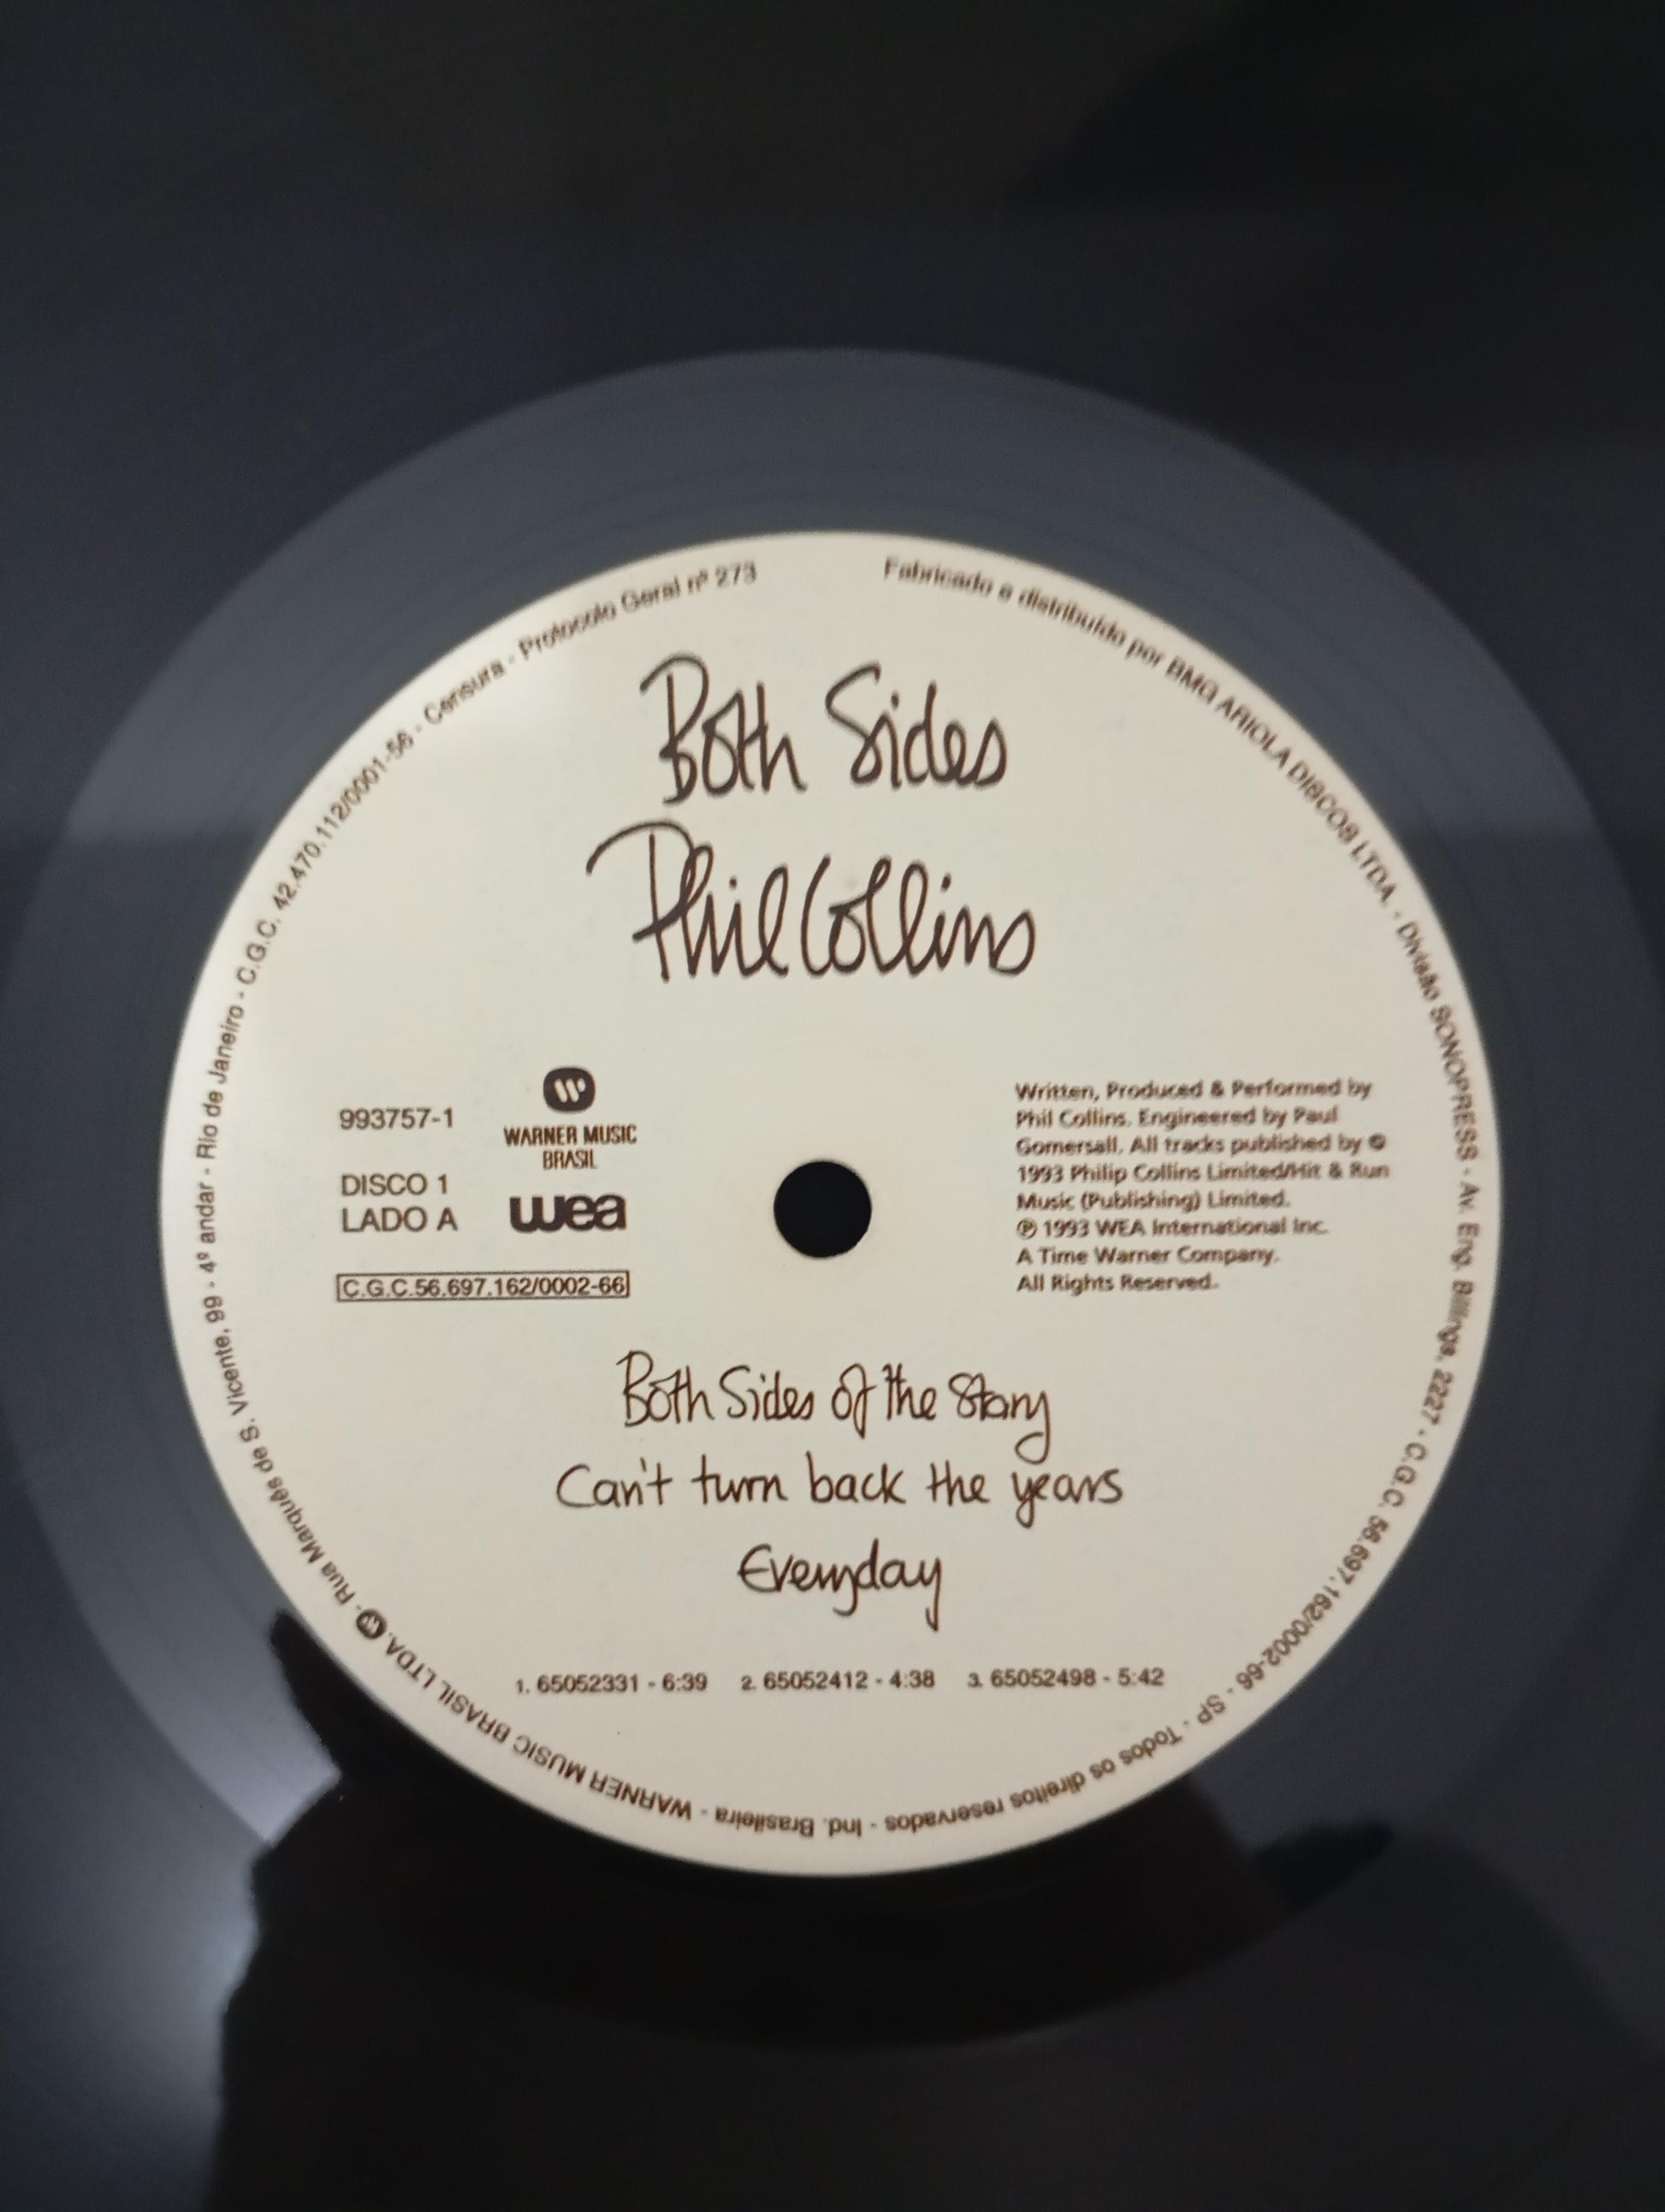 Both Sides
Phil Collins
993757-1
DISCO 1
LADO A
C.G.C.56.697.162/0002-66
W
WARNER MUSIC
BRASIL
wea
Written, Produced & Performed by
Phil Collins. Engineered by Paul
Gomersall. All tracks published by ©
1993 Philip Collins Limited/Hit & Run
Music (Publishing) Limited.
℗ 1993 WEA International Inc.
A Time Warner Company.
All Rights Reserved.
Both Sides of the Story
Can't turn back the years
Everyday
1. 65052331 - 6:39 2. 65052412 - 4:38 3. 65052498 - 5:42
Fabricado e distribuído por BMG ARIOLA DISCOS LTDA. - Divisão SONOPRESS - Av. Eng. Billings, 2227 - C.G.C. 56.697.162/0002-66 - SP - Todos os direitos reservados - Ind. Brasileira - WARNER MUSIC BRASIL LTDA. W - Rua Marquês de S. Vicente, 99 - 4º andar - Rio de Janeiro - C.G.C. 42.470.112/0001-56 - Censura - Protocolo Geral nº 273